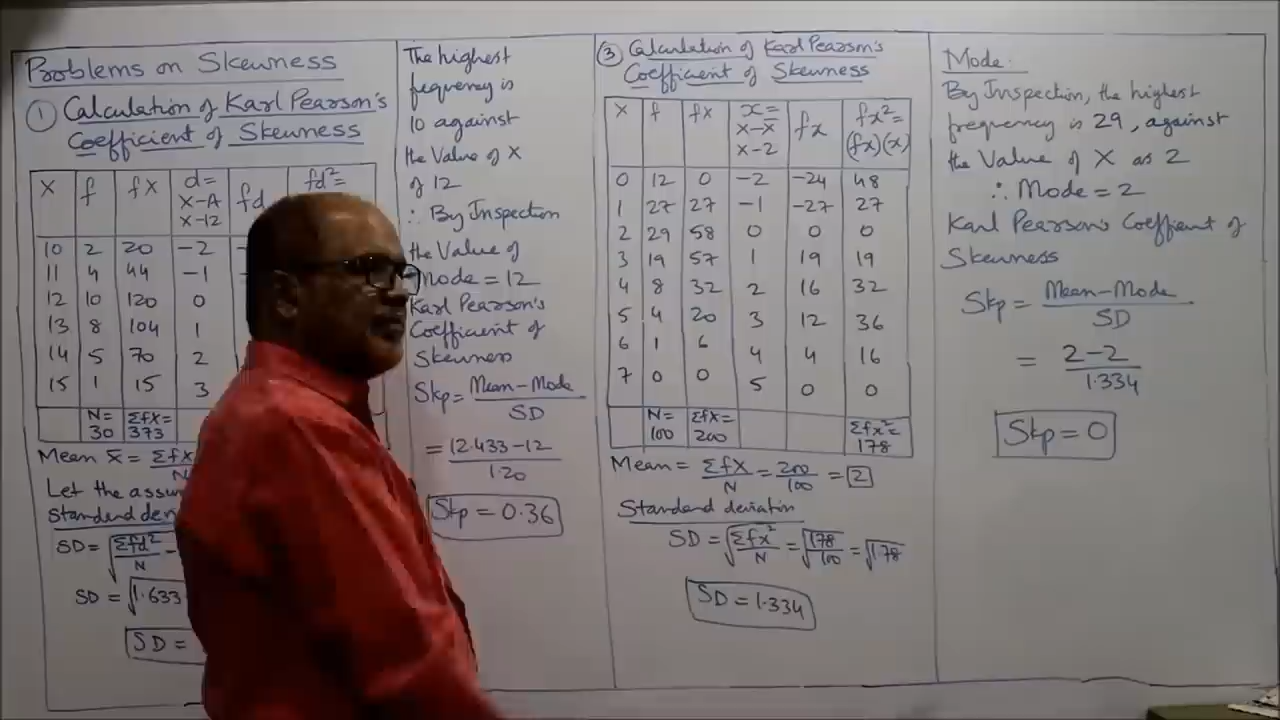 Problems on Skewness
① Calculation of Karl Pearson's
Coefficient of Skewness
X f fX d= fd fd²=
X-A
X-12
10 2 20 -2
11 4 44 -1
12 10 120 0
13 8 104 1
14 5 70 2
15 1 15 3
N= ΣfX=
30 373
Mean x̄ = ΣfX
N
Let the
Standard
SD = √Σfd² -
N
SD = √1.633
SD =
The highest
frequency is
10 against
the Value of X
of 12
∴ By Inspection
the Value of
Mode = 12
Karl Pearson's
Coefficient of
Skewness
Skp = Mean-Mode
SD
= 12.433-12
1.20
Skp = 0.36
③ Calculation of Karl Pearson's
Coefficient of Skewness
X f fX x= fx fx²=
X-x̄ (fx)(x)
X-2
0 12 0 -2 -24 48
1 27 27 -1 -27 27
2 29 58 0 0 0
3 19 57 1 19 19
4 8 32 2 16 32
5 4 20 3 12 36
6 1 6 4 4 16
7 0 0 5 0 0
N= ΣfX= Σfx²=
100 200 178
Mean = ΣfX/N = 200/100 = 2
Standard deviation
SD = √Σfx²/N = √178/100 = √1.78
SD = 1.334
Mode:
By Inspection, the highest
frequency is 29, against
the Value of X as 2
∴ Mode = 2
Karl Pearson's Coefficient of
Skewness
Skp = Mean-Mode
SD
= 2-2
1.334
Skp = 0